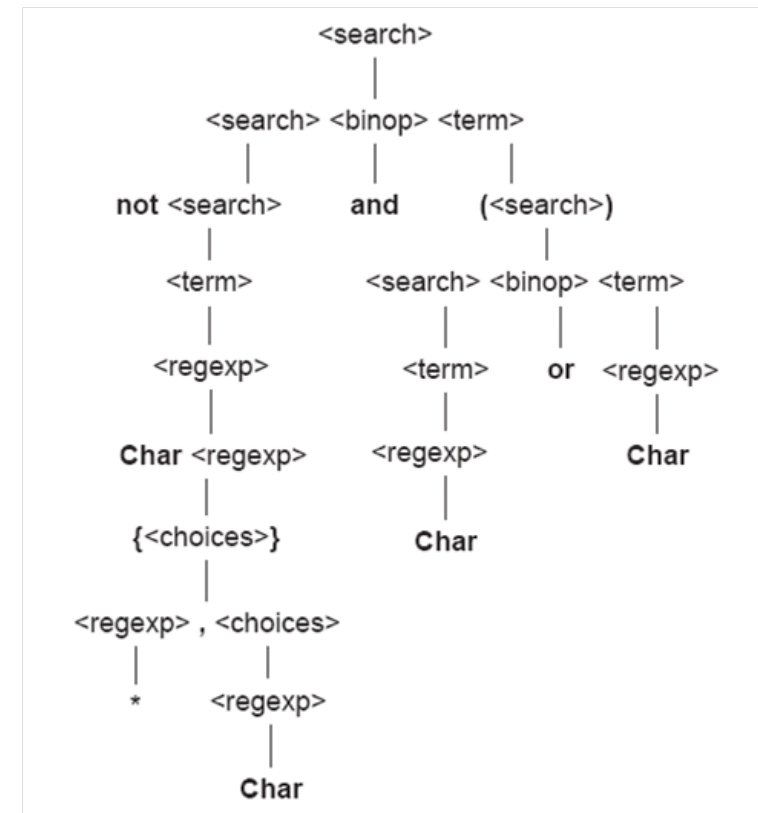 <search>
<search> <binop> <term>
not <search> and (<search>)
<term> <search> <binop> <term>
<regexp> <term> or <regexp>
Char <regexp> <regexp> Char
{<choices>} Char
<regexp> , <choices>
* <regexp>
Char